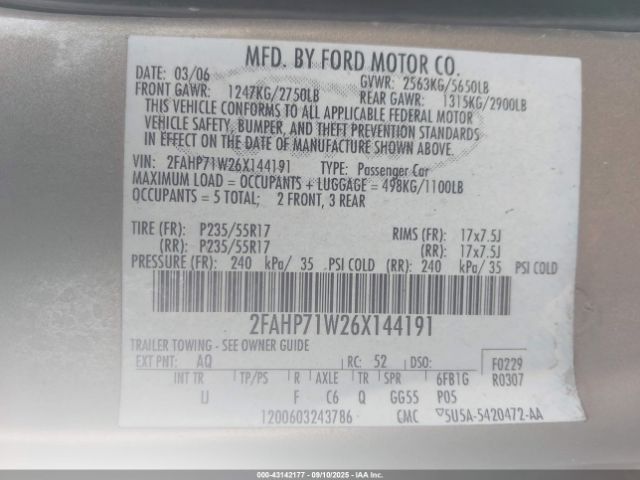 MFD. BY FORD MOTOR CO.
DATE: 03/06 GVWR: 2563KG/5650LB
FRONT GAWR: 1247KG/2750LB REAR GAWR: 1315KG/2900LB
THIS VEHICLE CONFORMS TO ALL APPLICABLE FEDERAL MOTOR
VEHICLE SAFETY, BUMPER, AND THEFT PREVENTION STANDARDS
IN EFFECT ON THE DATE OF MANUFACTURE SHOWN ABOVE.
VIN: 2FAHP71W26X144191 TYPE: Passenger Car
MAXIMUM LOAD = OCCUPANTS + LUGGAGE = 498KG/1100LB
OCCUPANTS = 5 TOTAL; 2 FRONT, 3 REAR
TIRE (FR): P235/55R17 RIMS (FR): 17x7.5J
(RR): P235/55R17 (RR): 17x7.5J
PRESSURE (FR): 240 kPa/ 35 PSI COLD (RR): 240 kPa/ 35 PSI COLD
2FAHP71W26X144191
TRAILER TOWING - SEE OWNER GUIDE
EXT PNT: AQ RC: 52 DSO: F0229
INT TR TP/PS R AXLE TR SPR 6FB1G R0307
U F C6 Q GG55 P05
1200603243786 CMC 5U5A-5420472-AA
000-43142177 - 09/10/2025 - IAA Copart